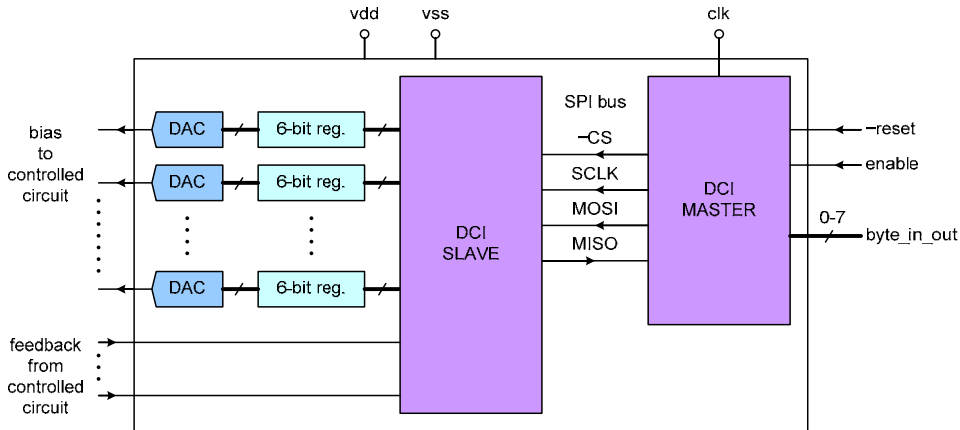 vdd
vss
clk
bias
to
controlled
circuit
DAC
6-bit reg.
DAC
6-bit reg.
DAC
6-bit reg.
feedback
from
controlled
circuit
DCI
SLAVE
SPI bus
¬CS
SCLK
MOSI
MISO
DCI
MASTER
¬reset
enable
0-7
byte_in_out